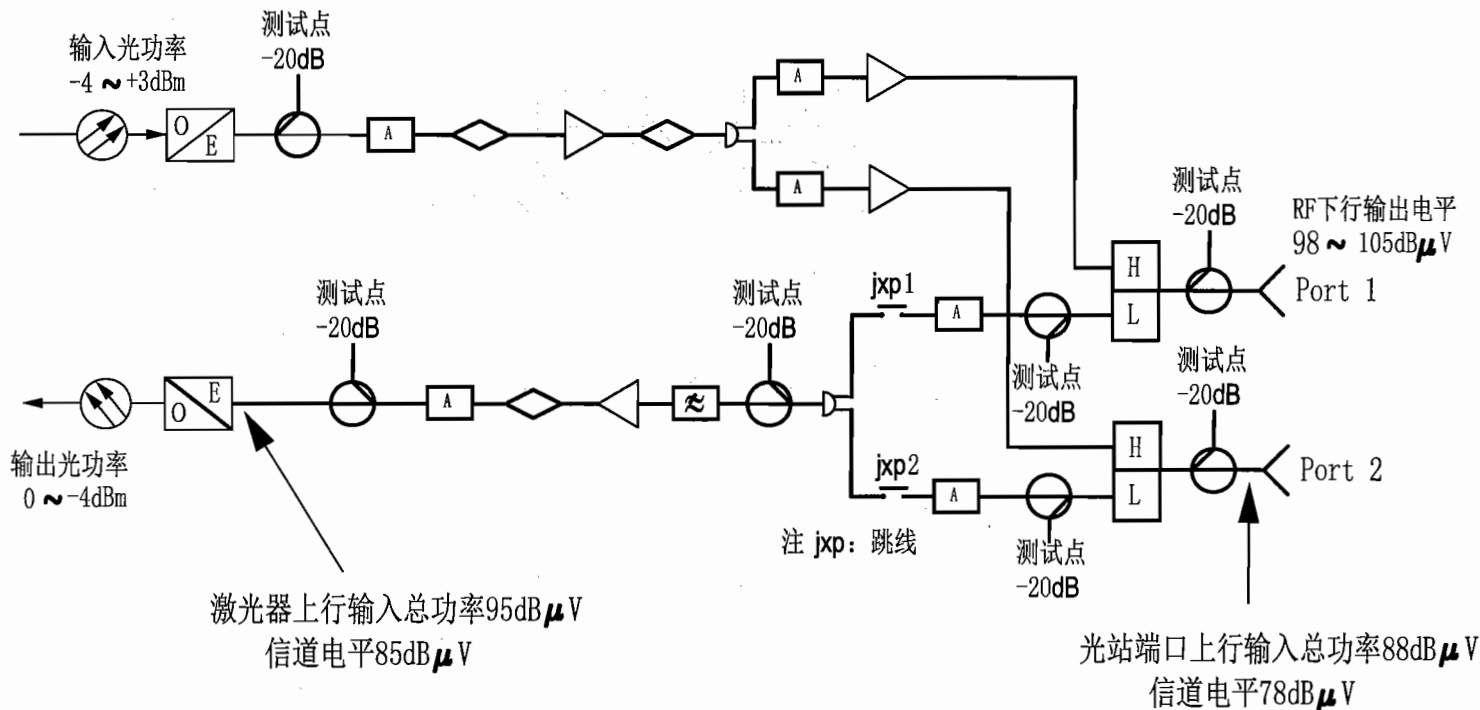 输入光功率
-4 ~ +3dBm
O
E
测试点
-20dB
A
A
A
测试点
-20dB
RF下行输出电平
98 ~ 105dBμV
H
L
Port 1
测试点
-20dB
测试点
-20dB
jxp1
A
测试点
-20dB
测试点
-20dB
E
O
A
≈
输出光功率
0 ~ -4dBm
jxp2
A
测试点
-20dB
H
L
Port 2
注 jxp: 跳线
激光器上行输入总功率95dBμV
信道电平85dBμV
光站端口上行输入总功率88dBμV
信道电平78dBμV